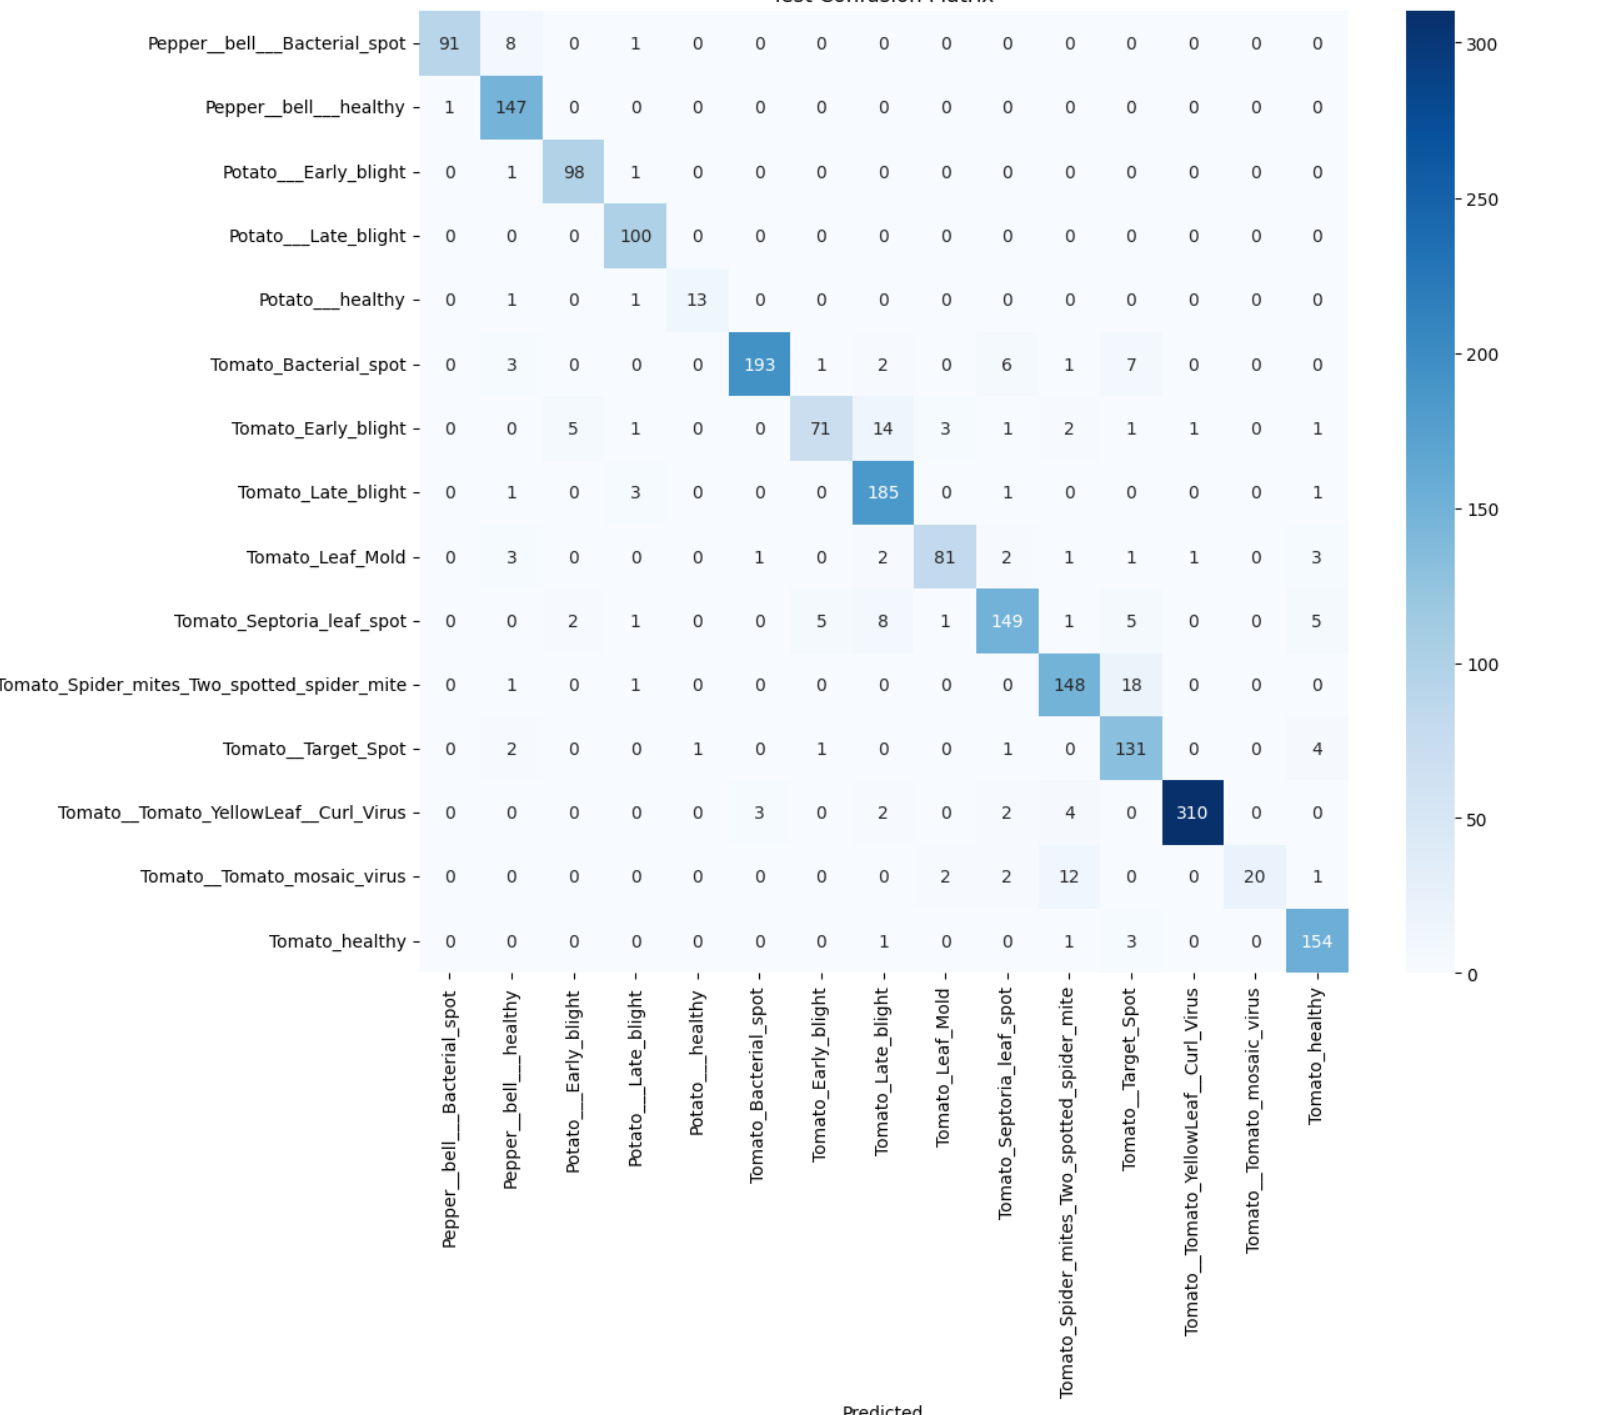 Test Confusion Matrix
Pepper__bell___Bacterial_spot 91 8 0 1 0 0 0 0 0 0 0 0 0 0 0
Pepper__bell___healthy 1 147 0 0 0 0 0 0 0 0 0 0 0 0 0
Potato___Early_blight 0 1 98 1 0 0 0 0 0 0 0 0 0 0 0
Potato___Late_blight 0 0 0 100 0 0 0 0 0 0 0 0 0 0 0
Potato___healthy 0 1 0 1 13 0 0 0 0 0 0 0 0 0 0
Tomato_Bacterial_spot 0 3 0 0 0 193 1 2 0 6 1 7 0 0 0
Tomato_Early_blight 0 0 5 1 0 0 71 14 3 1 2 1 1 0 1
Tomato_Late_blight 0 1 0 3 0 0 0 185 0 1 0 0 0 0 1
Tomato_Leaf_Mold 0 3 0 0 0 1 0 2 81 2 1 1 1 0 3
Tomato_Septoria_leaf_spot 0 0 2 1 0 0 5 8 1 149 1 5 0 0 5
Tomato_Spider_mites_Two_spotted_spider_mite 0 1 0 1 0 0 0 0 0 0 148 18 0 0 0
Tomato__Target_Spot 0 2 0 0 1 0 1 0 0 1 0 131 0 0 4
Tomato__Tomato_YellowLeaf__Curl_Virus 0 0 0 0 0 3 0 2 0 2 4 0 310 0 0
Tomato__Tomato_mosaic_virus 0 0 0 0 0 0 0 0 2 2 12 0 0 20 1
Tomato_healthy 0 0 0 0 0 0 0 1 0 0 1 3 0 0 154
Pepper__bell___Bacterial_spot
Pepper__bell___healthy
Potato___Early_blight
Potato___Late_blight
Potato___healthy
Tomato_Bacterial_spot
Tomato_Early_blight
Tomato_Late_blight
Tomato_Leaf_Mold
Tomato_Septoria_leaf_spot
Tomato_Spider_mites_Two_spotted_spider_mite
Tomato__Target_Spot
Tomato__Tomato_YellowLeaf__Curl_Virus
Tomato__Tomato_mosaic_virus
Tomato_healthy
Predicted
300
250
200
150
100
50
0